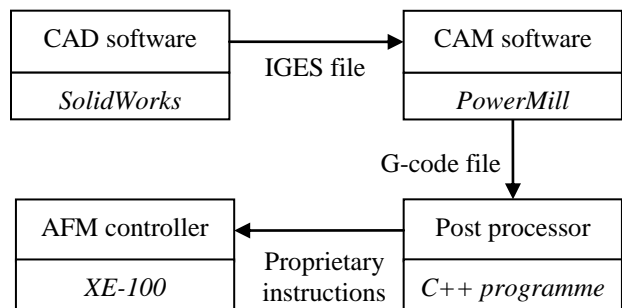 CAD software
SolidWorks
IGES file
CAM software
PowerMill
G-code file
Post processor
C++ programme
Proprietary
instructions
AFM controller
XE-100